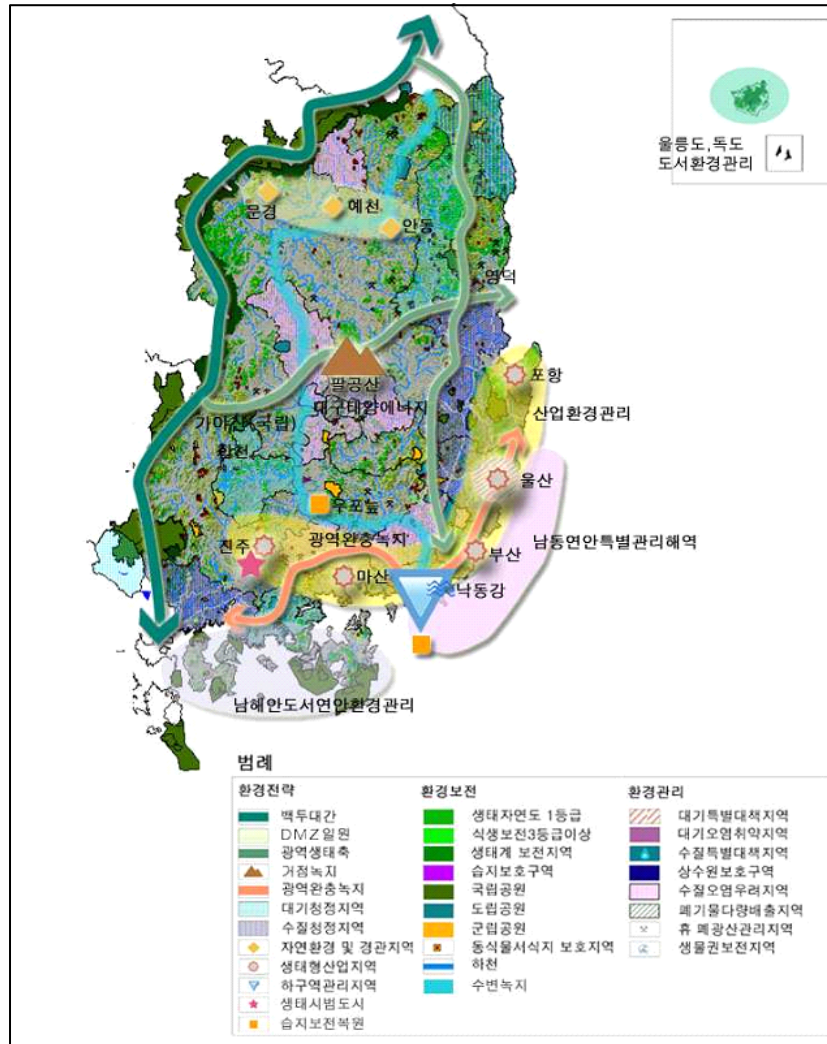 울릉도,독도
도서환경관리
문경
예천
안동
영덕
팔공산
포항
대구태양에너지
산업환경관리
가야산(국립)
합천
울산
우포늪
진주
광역완충녹지
남동연안특별관리해역
부산
마산
낙동강
남해안도서연안환경관리
범례
환경전략
백두대간
DMZ일원
광역생태축
거점녹지
광역완충녹지
대기청정지역
수질청정지역
자연환경 및 경관지역
생태형산업지역
하구역관리지역
생태시범도시
습지보전복원
환경보전
생태자연도 1등급
식생보전3등급이상
생태계 보전지역
습지보호구역
국립공원
도립공원
군립공원
동식물서식지 보호지역
하천
수변녹지
환경관리
대기특별대책지역
대기오염취약지역
수질특별대책지역
상수원보호구역
수질오염우려지역
폐기물다량배출지역
휴 폐광산관리지역
생물권보전지역